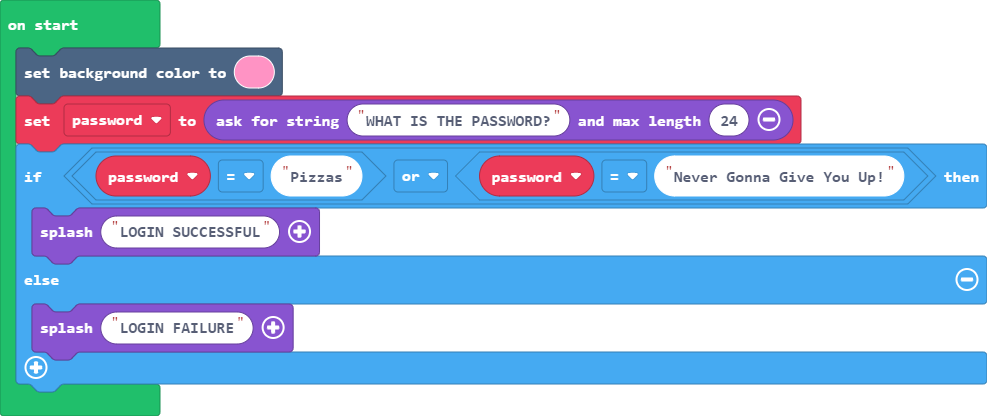 on start
set background color to
set password to ask for string "WHAT IS THE PASSWORD?" and max length 24
if password = "Pizzas" or password = "Never Gonna Give You Up!" then
splash "LOGIN SUCCESSFUL"
else
splash "LOGIN FAILURE"